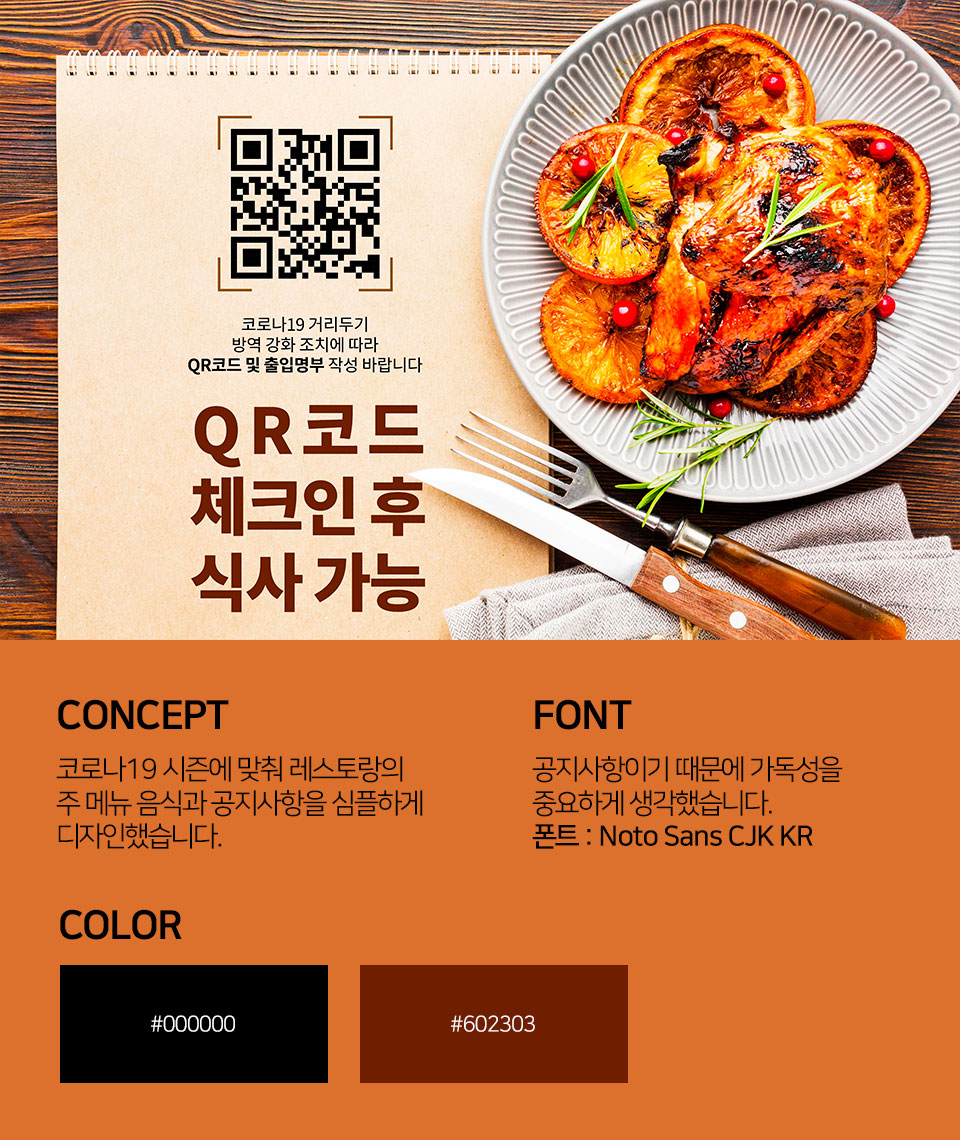 코로나19 거리두기
방역 강화 조치에 따라
QR코드 및 출입명부 작성 바랍니다
QR코드
체크인 후
식사 가능
CONCEPT
코로나19 시즌에 맞춰 레스토랑의
주 메뉴 음식과 공지사항을 심플하게
디자인했습니다.
FONT
공지사항이기 때문에 가독성을
중요하게 생각했습니다.
폰트 : Noto Sans CJK KR
COLOR
#000000
#602303